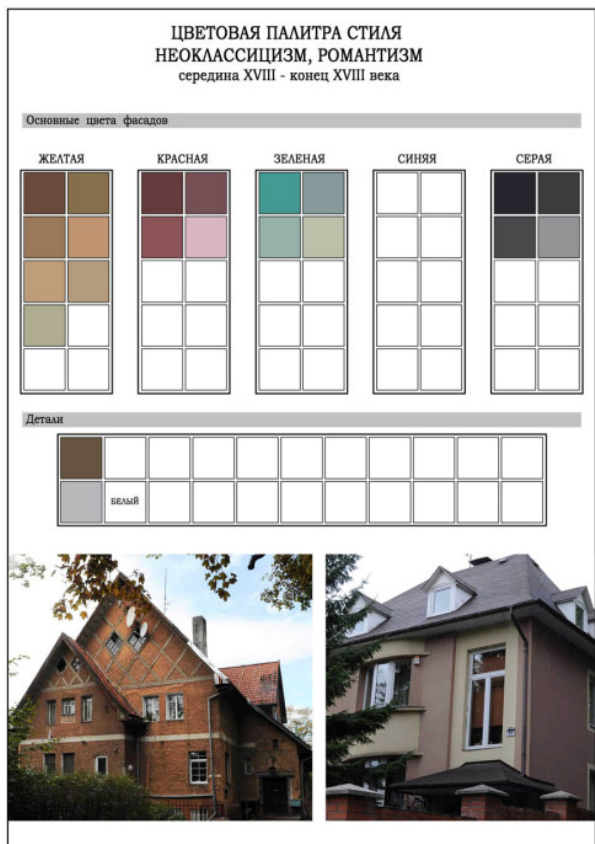 ЦВЕТОВАЯ ПАЛИТРА СТИЛЯ
НЕОКЛАССИЦИЗМ, РОМАНТИЗМ
середина XVIII - конец XVIII века
Основные цвета фасадов
ЖЕЛТАЯ КРАСНАЯ ЗЕЛЕНАЯ СИНЯЯ СЕРАЯ
Детали
БЕЛЫЙ